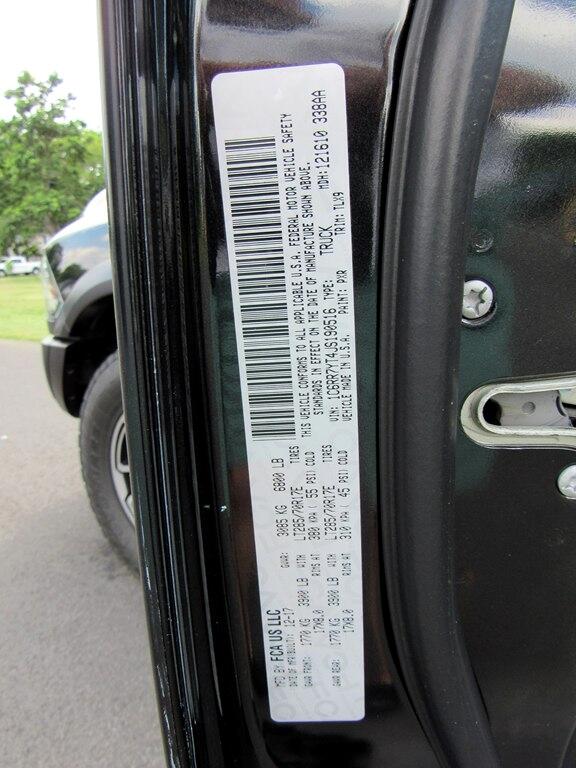 MFD BY FCA US LLC
DATE OF MFR(BUILT): 12-17 GVWR: 3085 KG 6800 LB
GAWR FRONT: 1770 KG 3900 LB WITH LT285/70R17E TIRES
17X8.0 RIMS AT 380 KPA ( 55 PSI) COLD
GAWR REAR: 1770 KG 3900 LB WITH LT285/70R17E TIRES
17X8.0 RIMS AT 310 KPA ( 45 PSI) COLD
THIS VEHICLE CONFORMS TO ALL APPLICABLE U.S.A. FEDERAL MOTOR VEHICLE SAFETY
STANDARDS IN EFFECT ON THE DATE OF MANUFACTURE SHOWN ABOVE.
VIN: 1C6RR7YT4JS190516 TYPE: TRUCK MDH: 121610 338AA
VEHICLE MADE IN U.S.A. PAINT: PXR TRIM: TLX9